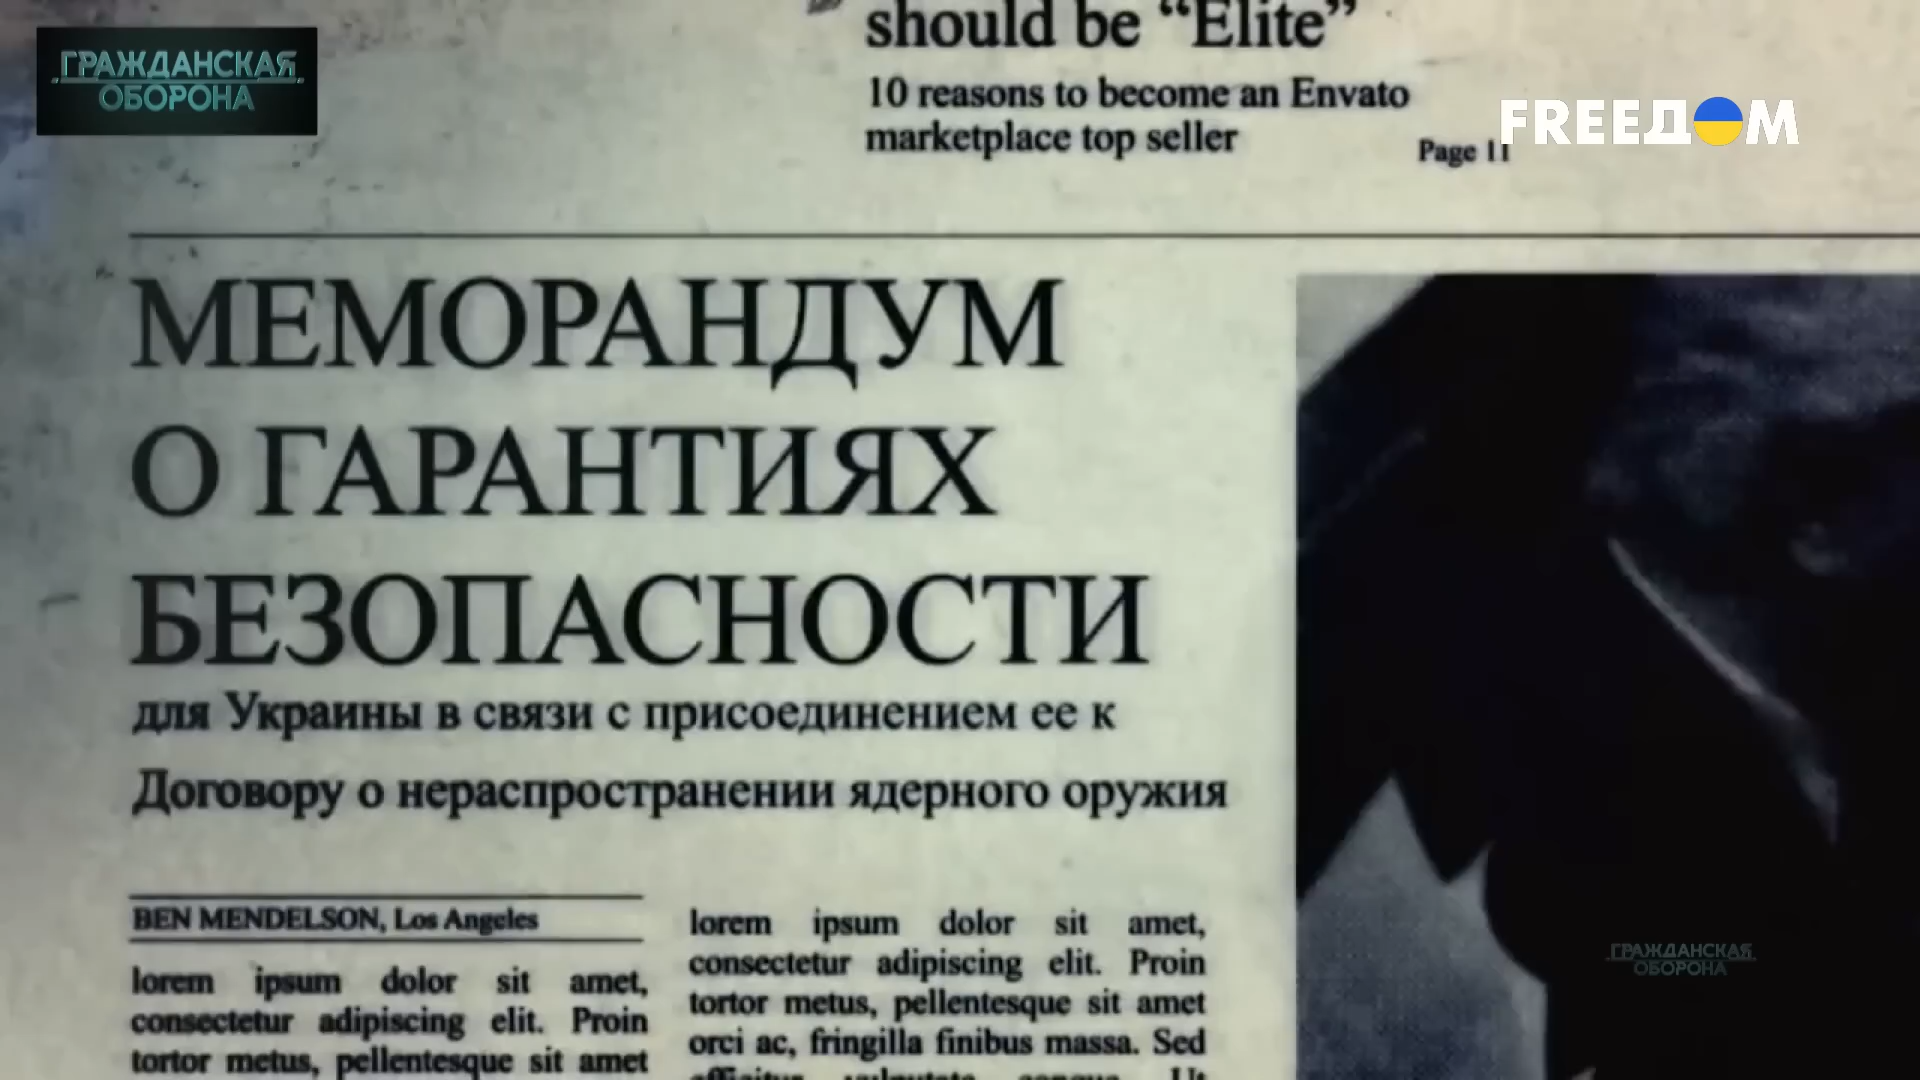 ГРАЖДАНСКАЯ
ОБОРОНА
should be “Elite”
10 reasons to become an Envato
marketplace top seller
Page 11
FREEДOM
МЕМОРАНДУМ
О ГАРАНТИЯХ
БЕЗОПАСНОСТИ
для Украины в связи с присоединением ее к
Договору о нераспространении ядерного оружия
BEN MENDELSON, Los Angeles
lorem ipsum dolor sit amet,
consectetur adipiscing elit. Proin
tortor metus, pellentesque sit amet
lorem ipsum dolor sit amet,
consectetur adipiscing elit. Proin
tortor metus, pellentesque sit amet
orci ac, fringilla finibus massa. Sed
ГРАЖДАНСКАЯ
ОБОРОНА